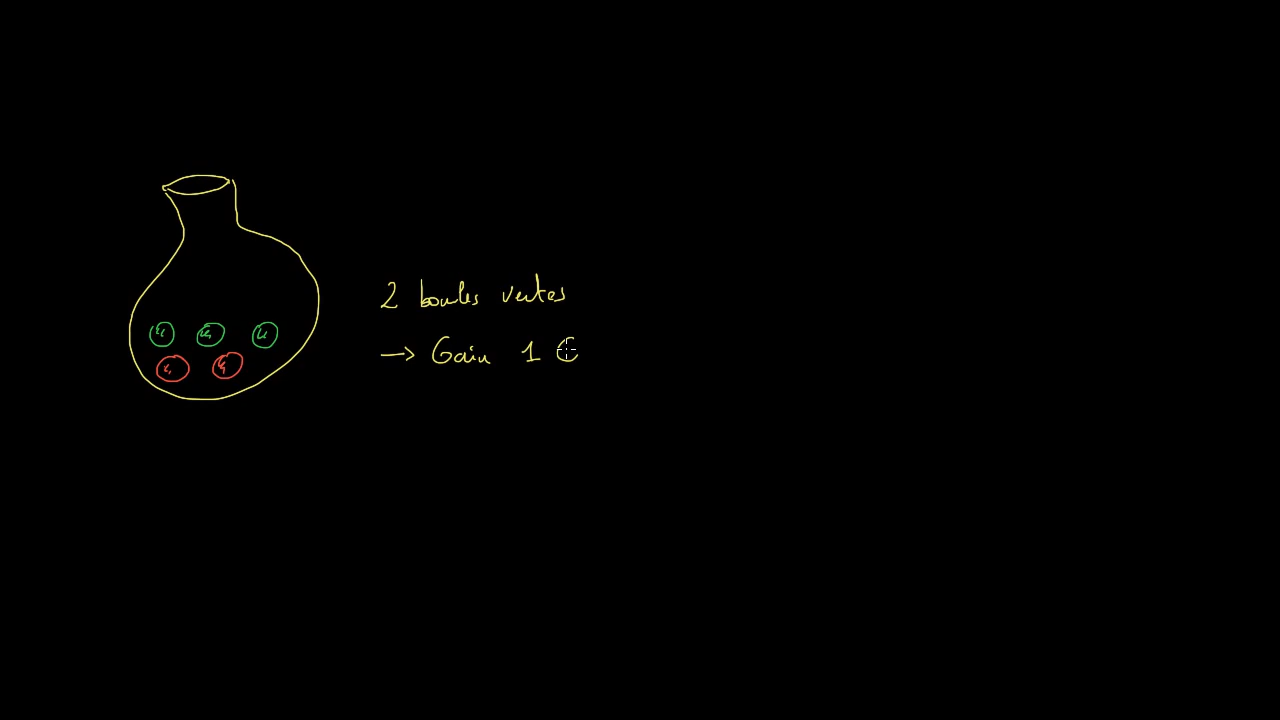 2 boules vertes
→ Gain 1 €